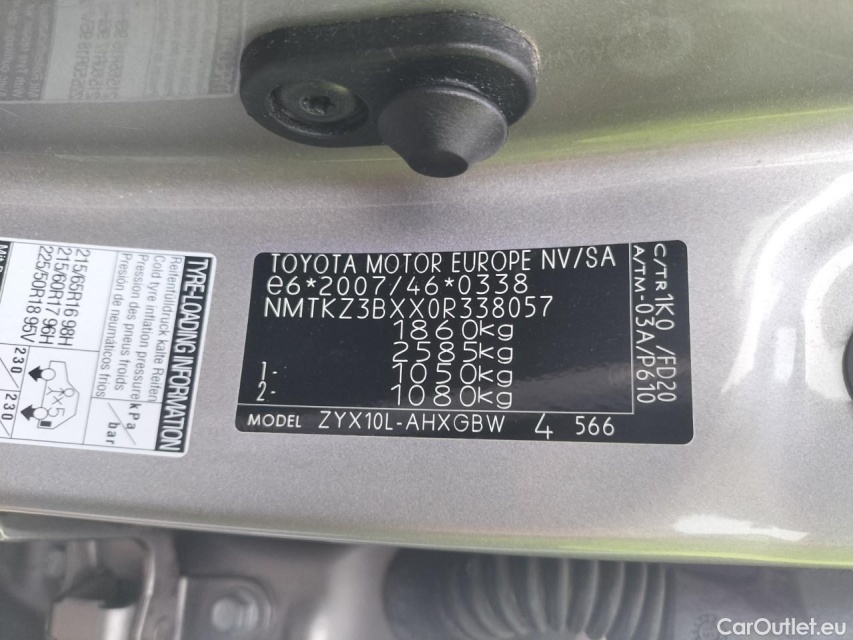 TYRE-LOADING INFORMATION
Reifenfülldruck kalte Reifen
Cold tyre inflation pressure
Pression des pneus froids
Presión de neumáticos fríos
kPa
/
bar
215/65R16 98H
215/60R17 96H
225/50R18 95V
230
/
230
/
x5
TOYOTA MOTOR EUROPE NV/SA
e6*2007/46*0338
NMTKZ3BXX0R338057
1860kg
2585kg
1- 1050kg
2- 1080kg
C/TR1K0 /FD20
A/TM-03A/P610
MODEL ZYX10L-AHXGBW 4 566
CarOutlet.eu